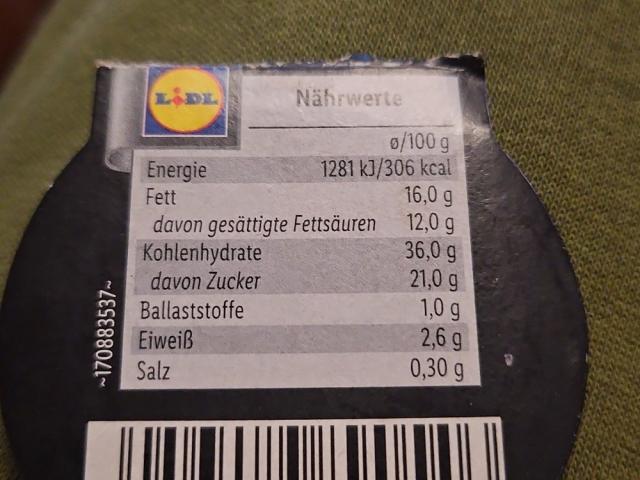 LIDL
Nährwerte
ø/100 g
Energie 1281 kJ/306 kcal
Fett 16,0 g
davon gesättigte Fettsäuren 12,0 g
Kohlenhydrate 36,0 g
davon Zucker 21,0 g
Ballaststoffe 1,0 g
Eiweiß 2,6 g
Salz 0,30 g
~170883537~